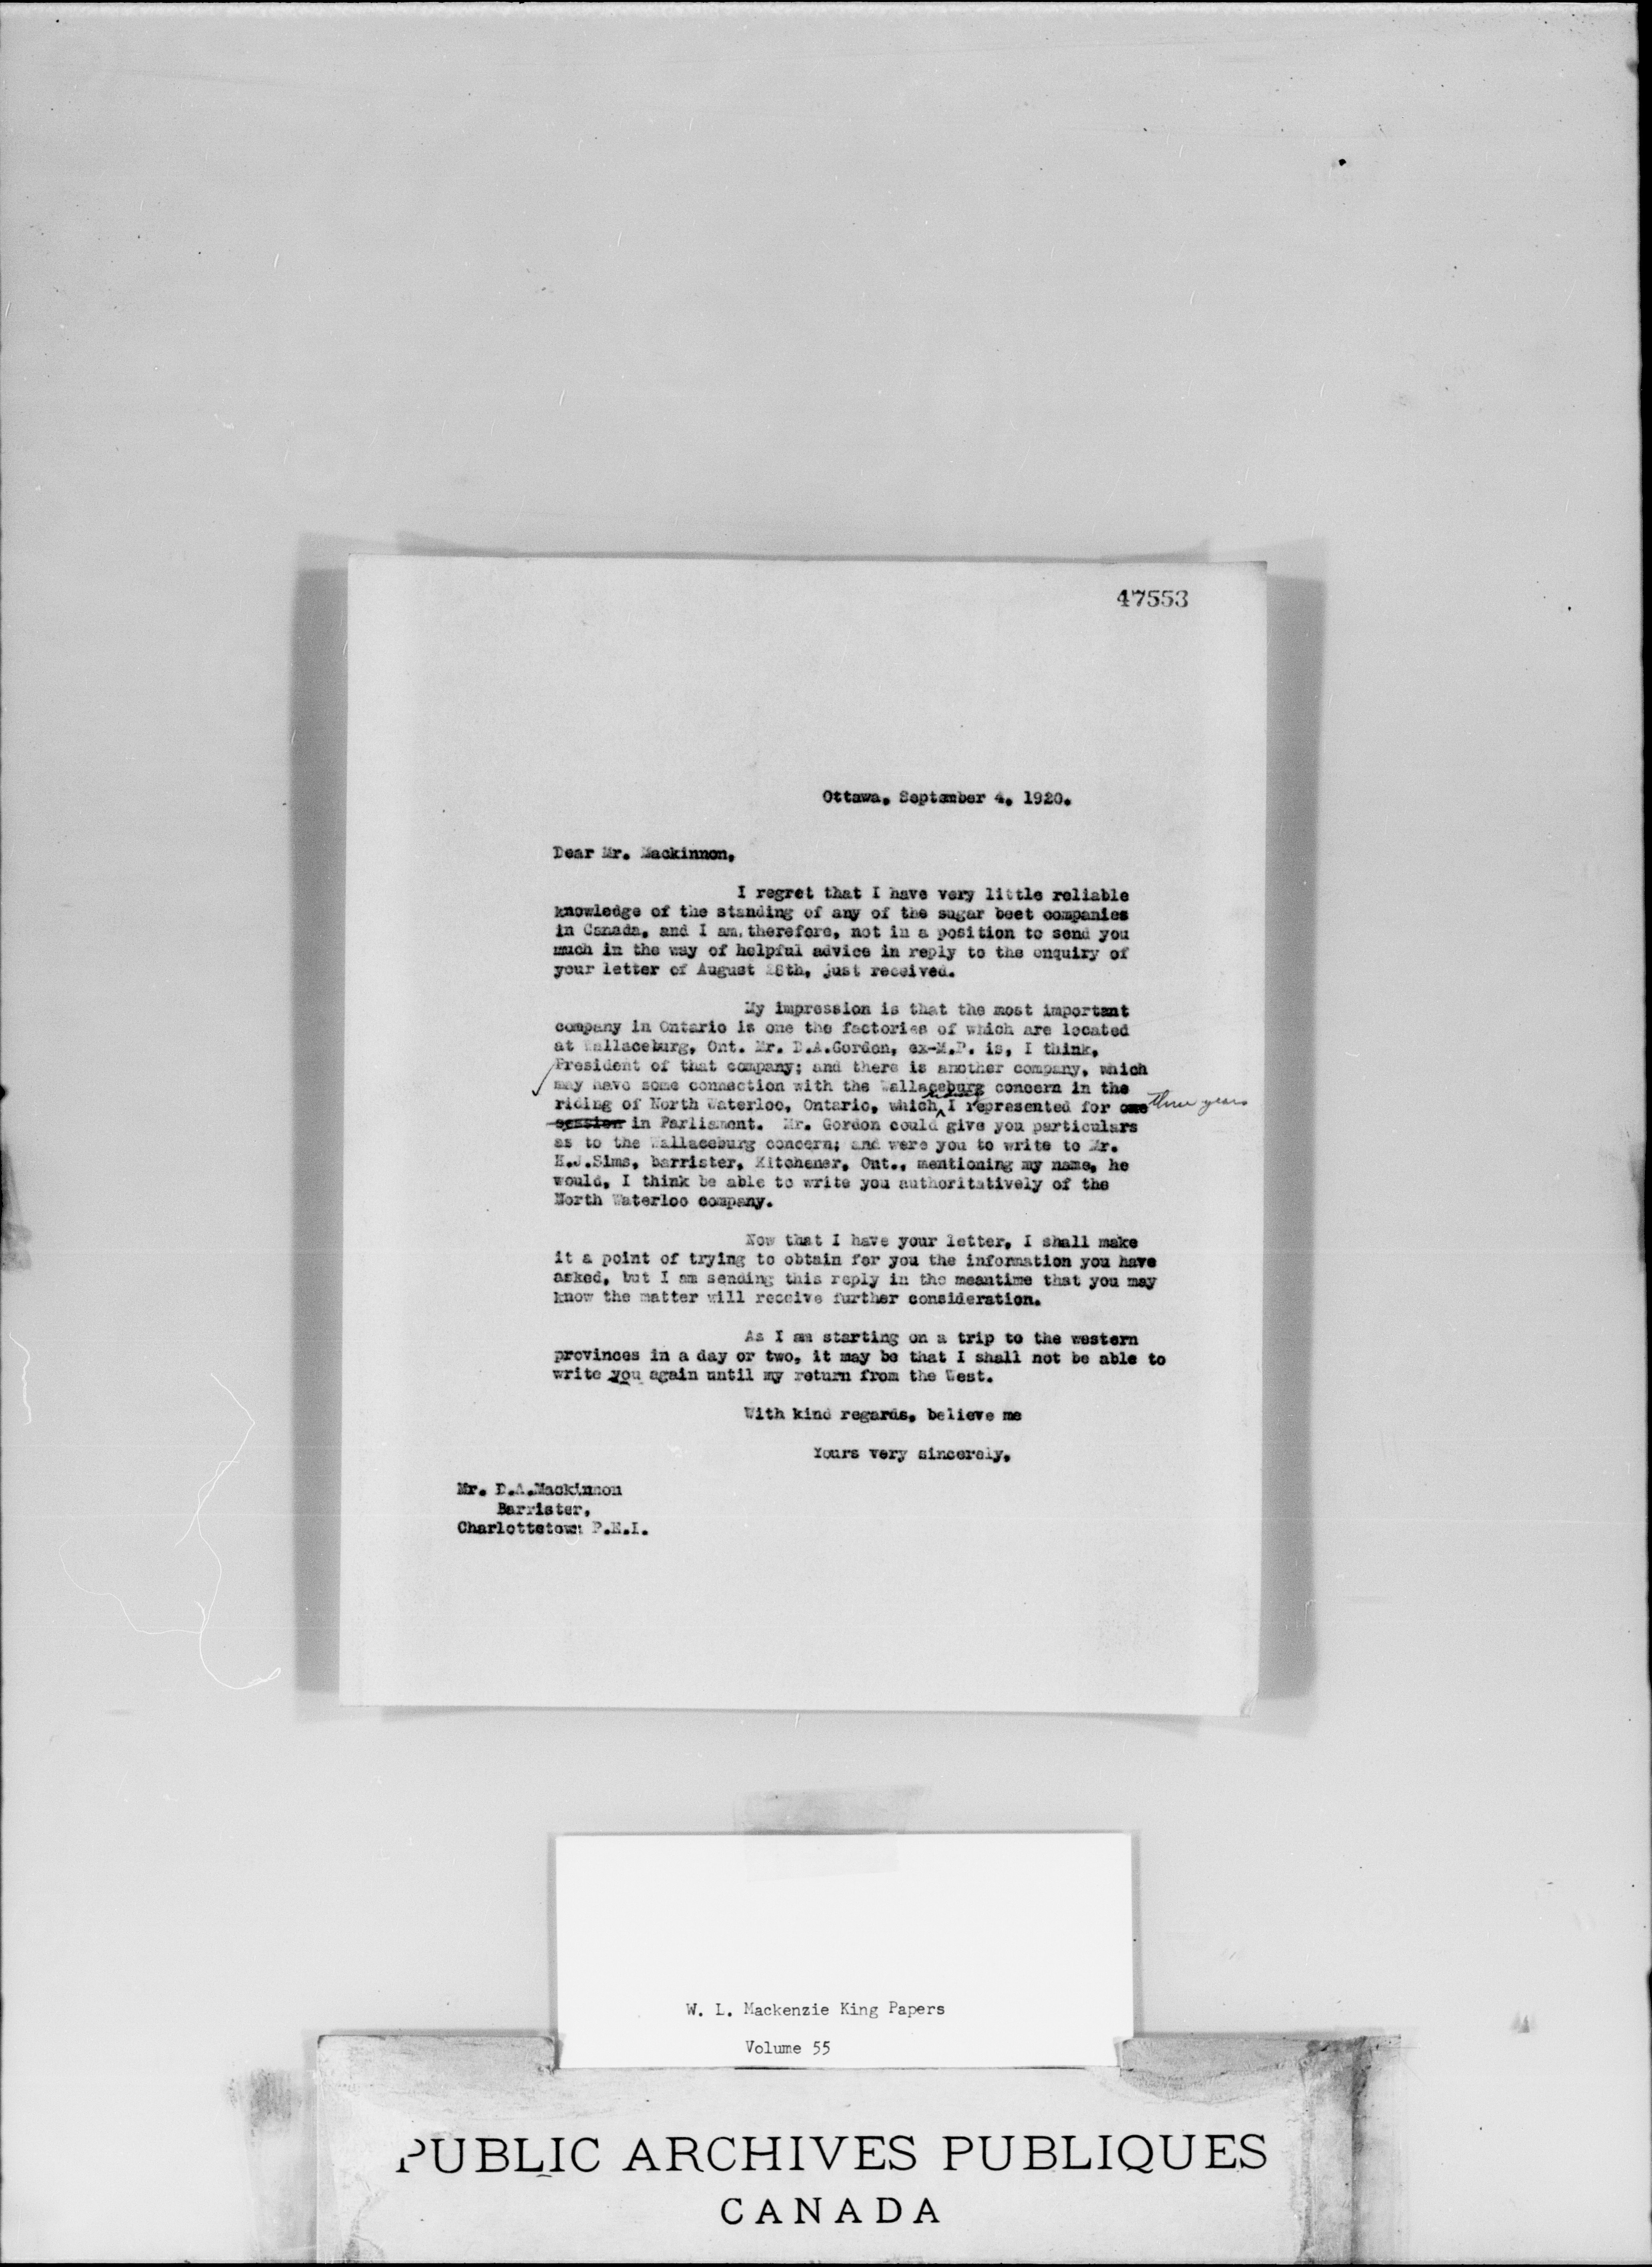 47553
Ottawa, September 4, 1920.
Dear Mr. Mackinnon,
I regret that I have very little reliable
knowledge of the standing of any of the sugar beet companies
in Canada, and I am, therefore, not in a position to send you
much in the way of helpful advice in reply to the enquiry of
your letter of August 28th, just received.
My impression is that the most important
company in Ontario is one the factories of which are located
at Wallaceburg, Ont. Mr. D.A.Gordon, ex-M.P. is, I think,
President of that company; and there is another company, which
may have some connection with the Wallaceburg concern in the
riding of North Waterloo, Ontario, which I represented for one three years
session in Parliament. Mr. Gordon could give you particulars
as to the Wallaceburg concern; and were you to write to Mr.
H.J.Sims, barrister, Kitchener, Ont., mentioning my name, he
would, I think be able to write you authoritatively of the
North Waterloo company.
Now that I have your letter, I shall make
it a point of trying to obtain for you the information you have
asked, but I am sending this reply in the meantime that you may
know the matter will receive further consideration.
As I am starting on a trip to the western
provinces in a day or two, it may be that I shall not be able to
write you again until my return from the West.
With kind regards, believe me
Yours very sincerely,
Mr. D.A.Mackinnon
Barrister,
Charlottetown P.E.I.
W. L. Mackenzie King Papers
Volume 55
PUBLIC ARCHIVES PUBLIQUES
CANADA